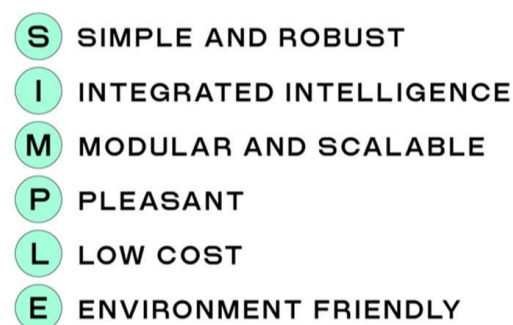 S SIMPLE AND ROBUST
I INTEGRATED INTELLIGENCE
M MODULAR AND SCALABLE
P PLEASANT
L LOW COST
E ENVIRONMENT FRIENDLY